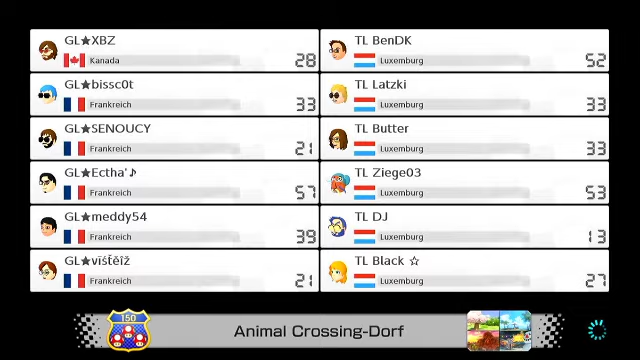 GL★XBZ
Kanada
28
GL★bissc0t
Frankreich
33
GL★SENOUCY
Frankreich
21
GL★Ectha'♪
Frankreich
57
GL★meddy54
Frankreich
39
GL★vïśťěîž
Frankreich
21
TL BenDK
Luxemburg
52
TL Latzki
Luxemburg
33
TL Butter
Luxemburg
33
TL Ziege03
Luxemburg
53
TL DJ
Luxemburg
13
TL Black ☆
Luxemburg
27
150
Animal Crossing-Dorf